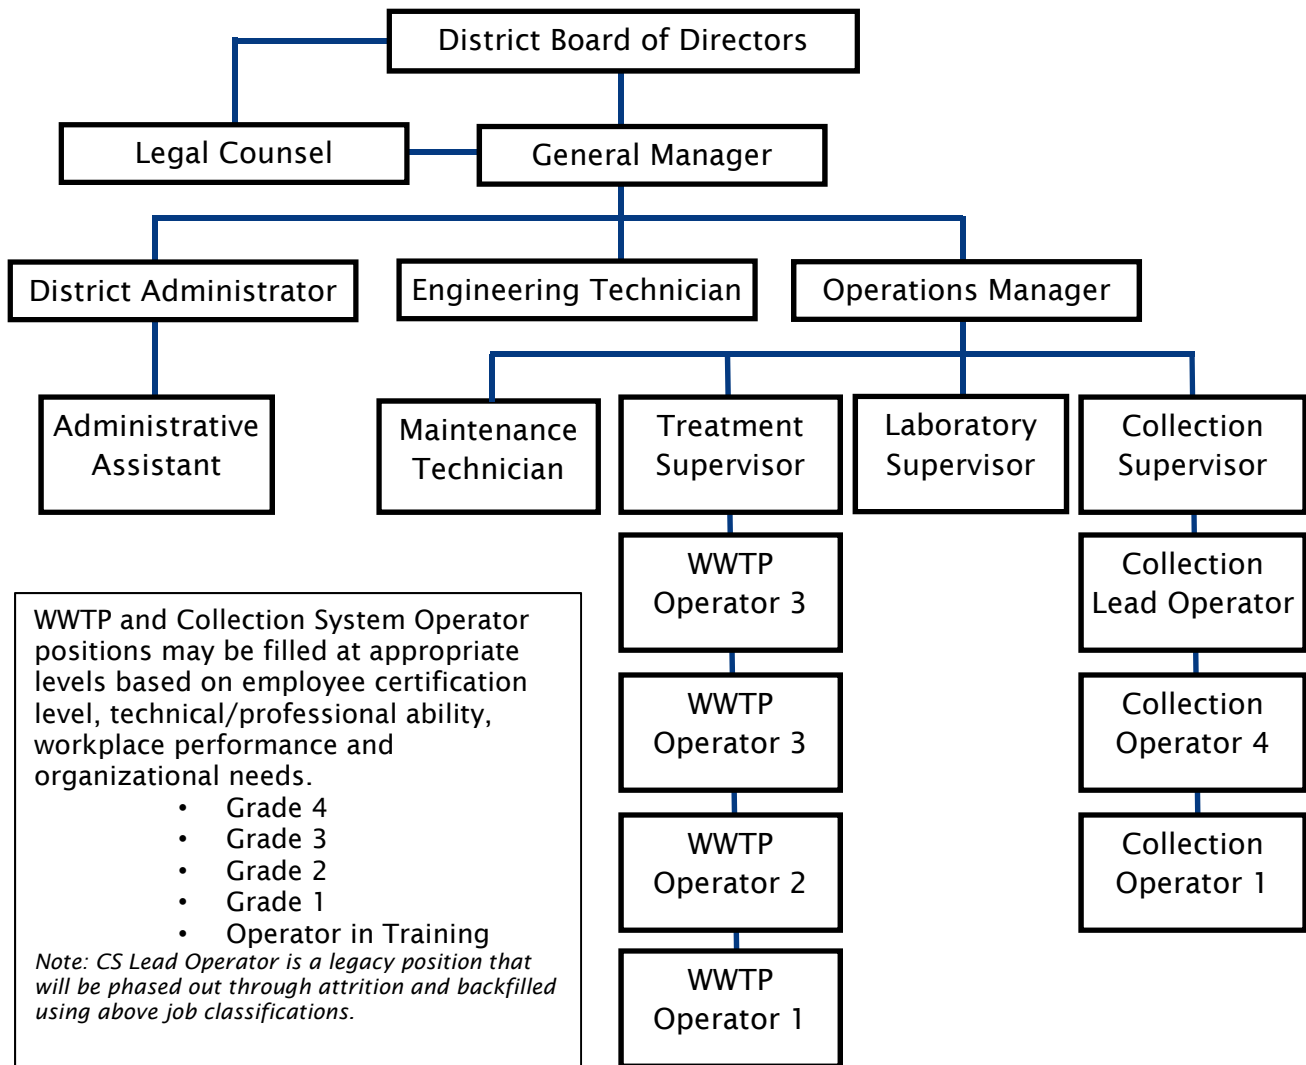 District Board of Directors
Legal Counsel
General Manager
District Administrator
Engineering Technician
Operations Manager
Administrative
Assistant
Maintenance
Technician
Treatment
Supervisor
Laboratory
Supervisor
Collection
Supervisor
WWTP
Operator 3
Collection
Lead Operator
WWTP
Operator 3
Collection
Operator 4
WWTP
Operator 2
Collection
Operator 1
WWTP
Operator 1
WWTP and Collection System Operator
positions may be filled at appropriate
levels based on employee certification
level, technical/professional ability,
workplace performance and
organizational needs.
• Grade 4
• Grade 3
• Grade 2
• Grade 1
• Operator in Training
Note: CS Lead Operator is a legacy position that
will be phased out through attrition and backfilled
using above job classifications.